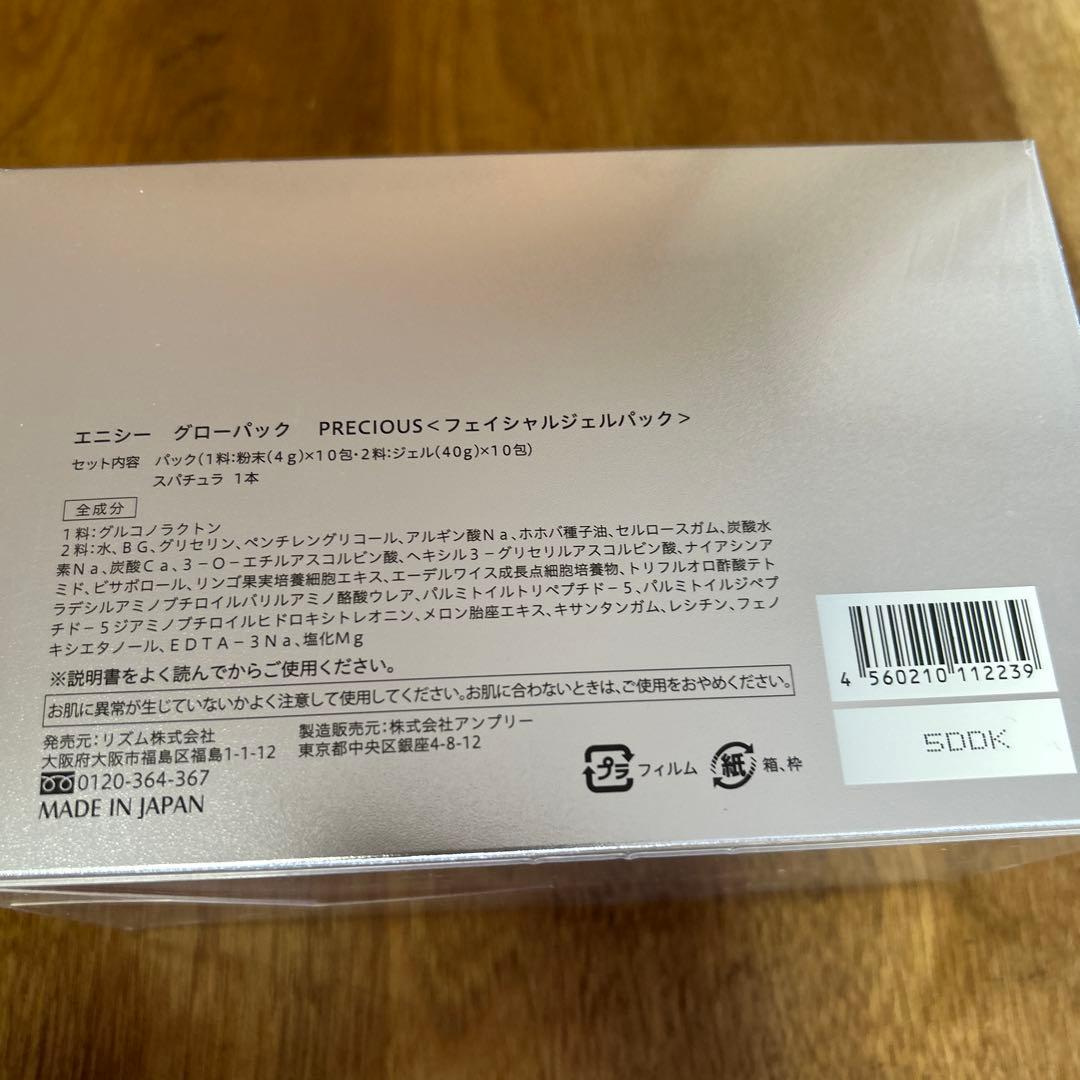 エニシー　グローパック　PRECIOUS＜フェイシャルジェルパック＞
セット内容　パック(1料:粉末(4g)×10包・2料:ジェル(40g)×10包)
スパチュラ 1本
全成分
1料:グルコノラクトン
2料:水、BG、グリセリン、ペンチレングリコール、アルギン酸Na、ホホバ種子油、セルロースガム、炭酸水
素Na、炭酸Ca、3-O-エチルアスコルビン酸、ヘキシル3-グリセリルアスコルビン酸、ナイアシンア
ミド、ビサボロール、リンゴ果実培養細胞エキス、エーデルワイス成長点細胞培養物、トリフルオロ酢酸テト
ラデシルアミノブチロイルバリルアミノ酪酸ウレア、パルミトイルトリペプチド-5、パルミトイルジペプ
チド-5ジアミノブチロイルヒドロキシトレオニン、メロン胎座エキス、キサンタンガム、レシチン、フェノ
キシエタノール、EDTA-3Na、塩化Mg
※説明書をよく読んでからご使用ください。
お肌に異常が生じていないかよく注意して使用してください。お肌に合わないときは、ご使用をおやめください。
発売元:リズム株式会社
大阪府大阪市福島区福島1-1-12
0120-364-367
MADE IN JAPAN
製造販売元:株式会社アンプリー
東京都中央区銀座4-8-12
プラ フィルム
紙 箱、枠
4 560210 112239
5DDK